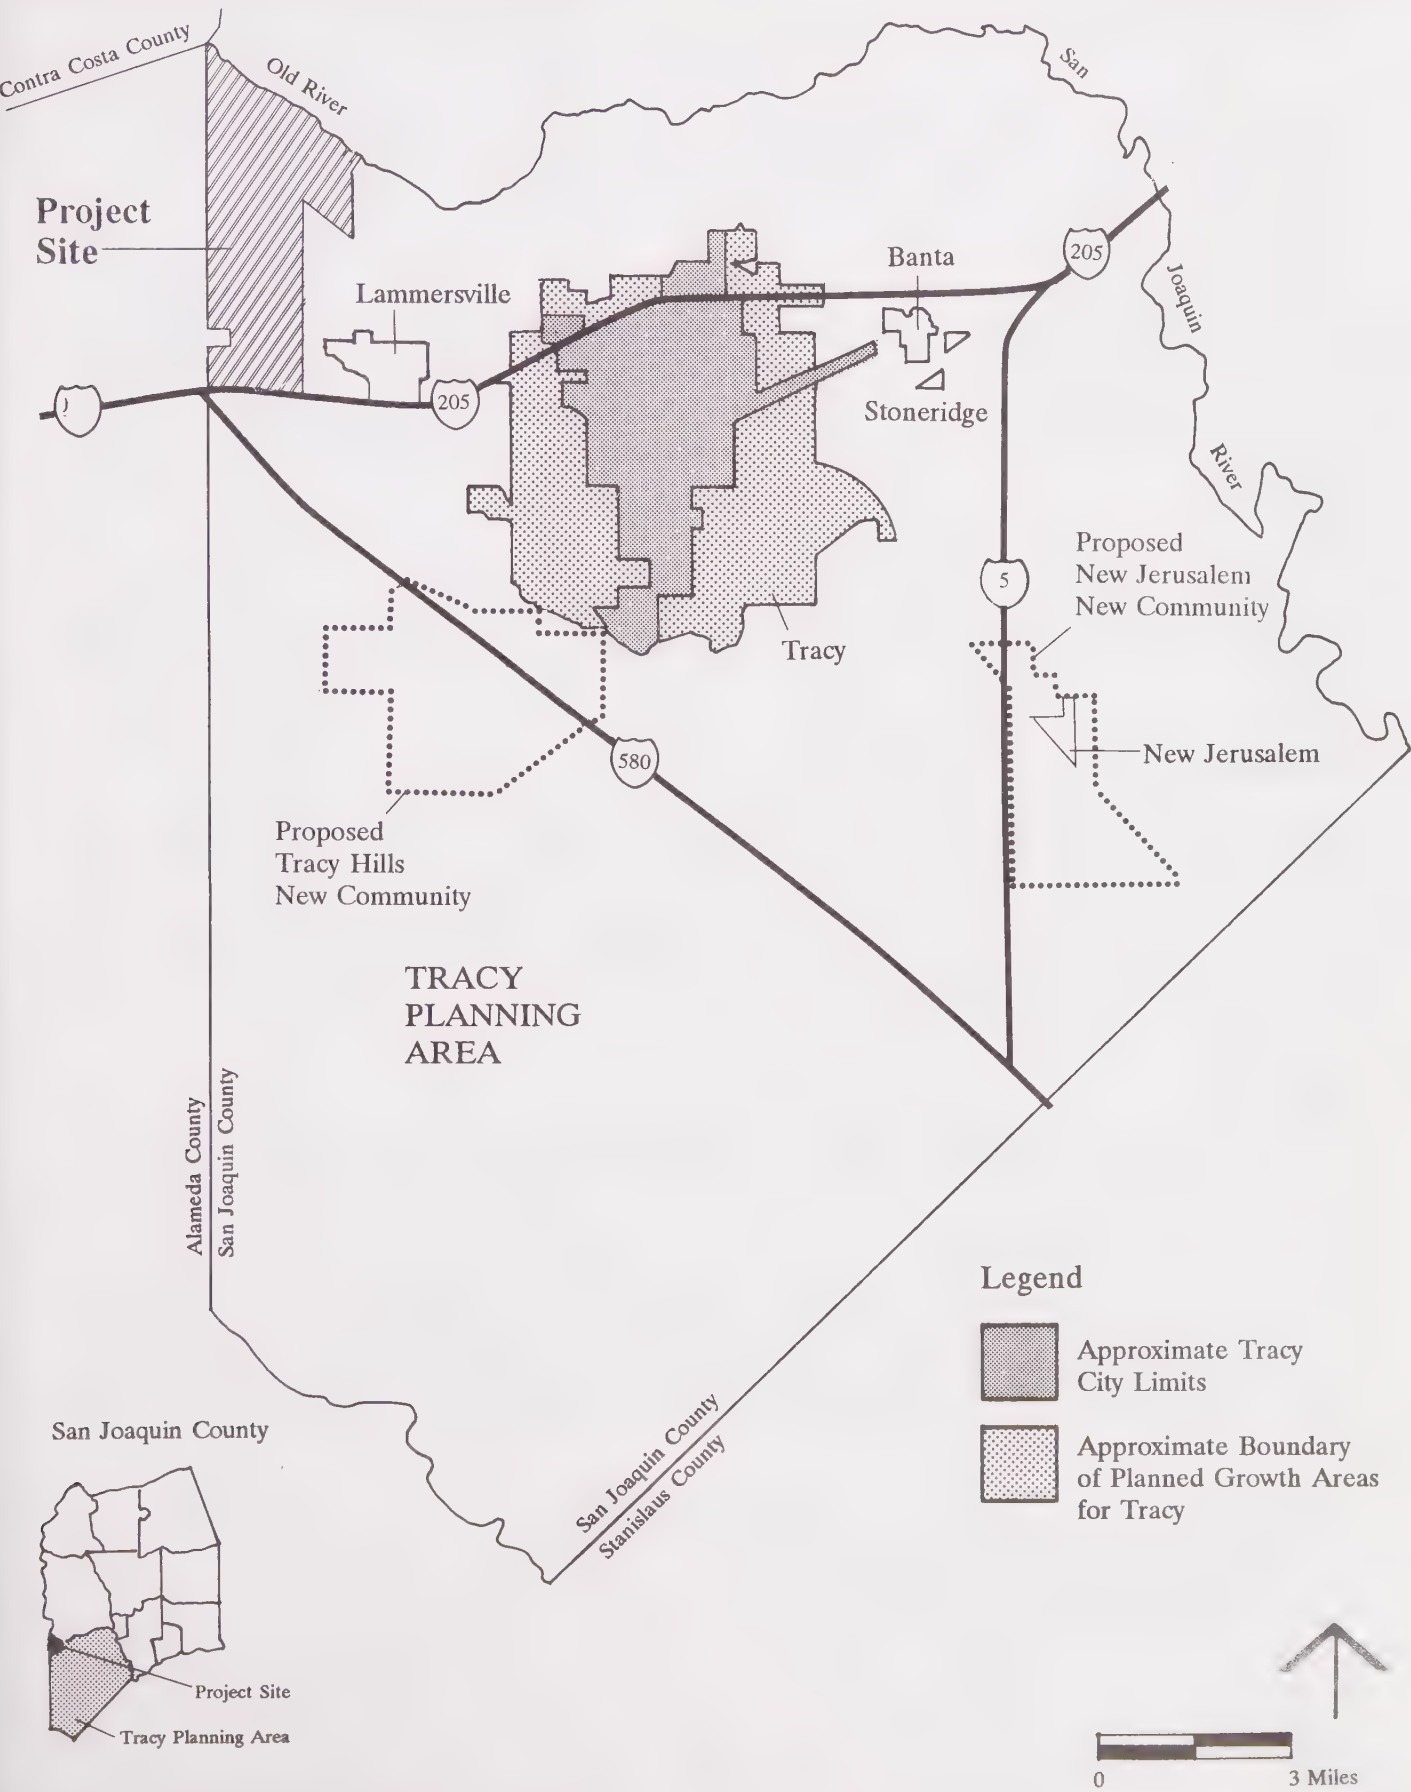 Contra Costa County
Old River
San
Project
Site
205
Banta
Joaquin
Lammersville
205
Stoneridge
River
Proposed
New Jerusalem
New Community
5
Tracy
New Jerusalem
580
Proposed
Tracy Hills
New Community
TRACY
PLANNING
AREA
Alameda County
San Joaquin County
Legend
Approximate Tracy
City Limits
San Joaquin County
Stanislaus County
San Joaquin County
Approximate Boundary
of Planned Growth Areas
for Tracy
Project Site
Tracy Planning Area
0
3 Miles